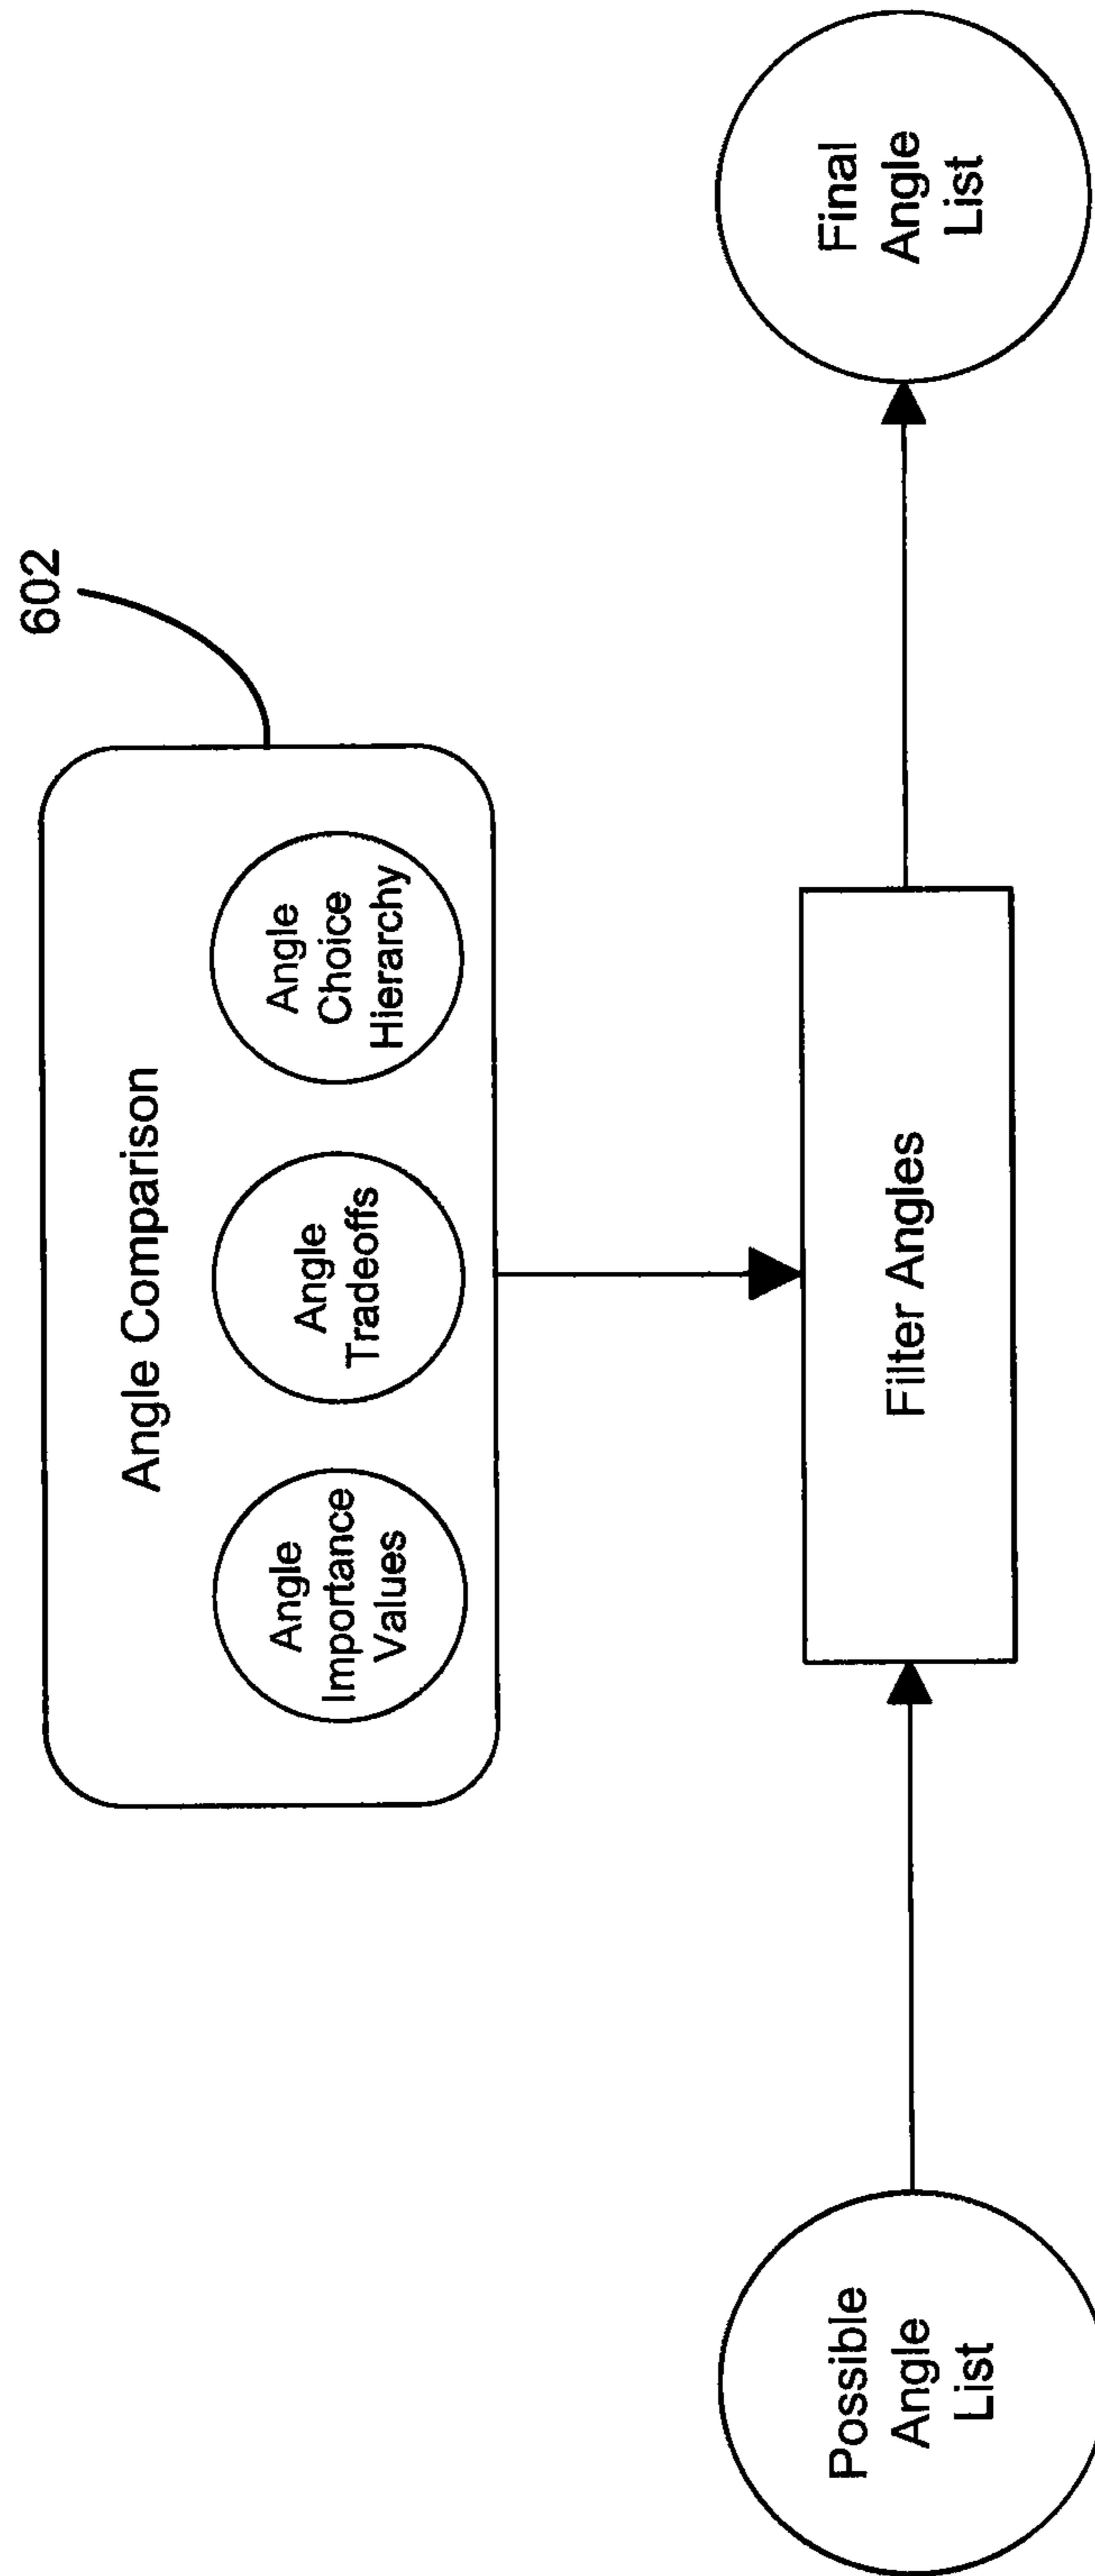 602
Angle Comparison
Angle
Importance
Values
Angle
Tradeoffs
Angle
Choice
Hierarchy
Possible
Angle
List
Filter Angles
Final
Angle
List